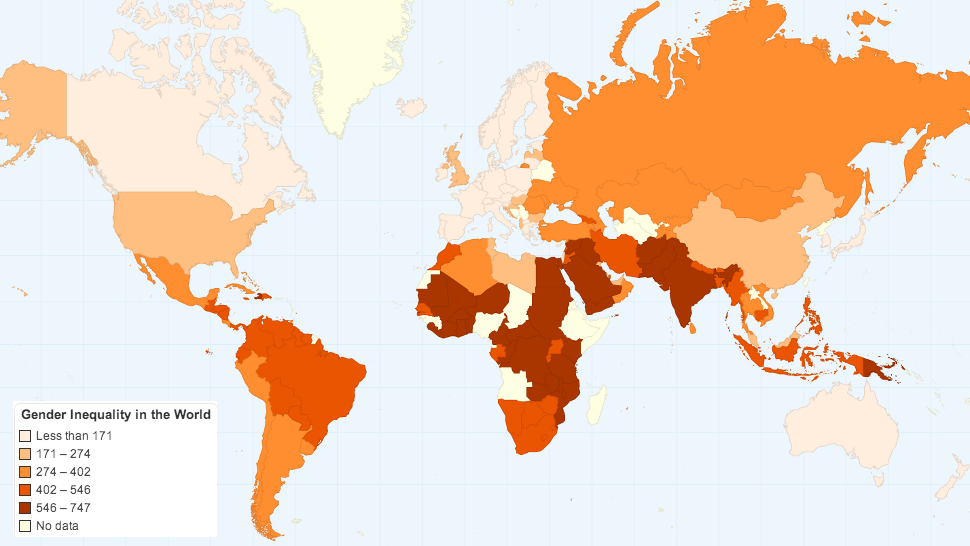 Gender Inequality in the World
Less than 171
171 – 274
274 – 402
402 – 546
546 – 747
No data